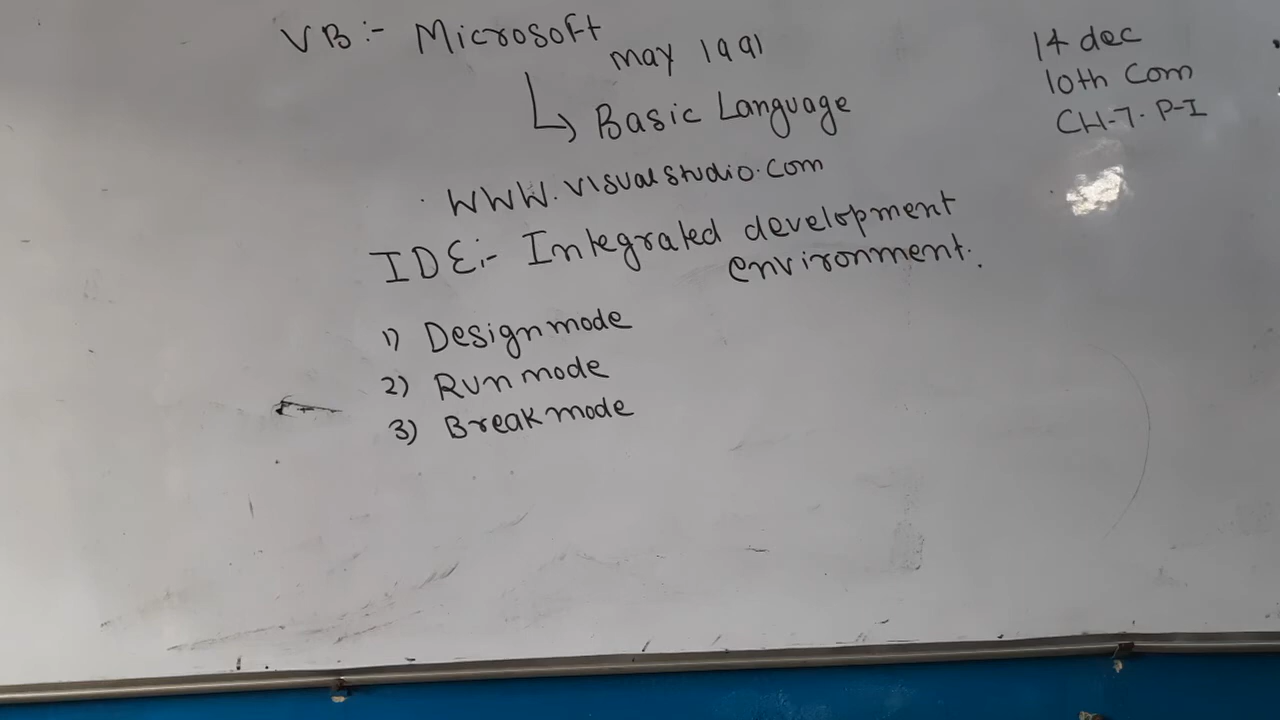 VB:- Microsoft
may 1991
Basic Language
www.visualstudio.com
IDE:- Integrated development
environment.
1) Design mode
2) Run mode
3) Break mode
14 dec
10th Com
CH-7. P-I